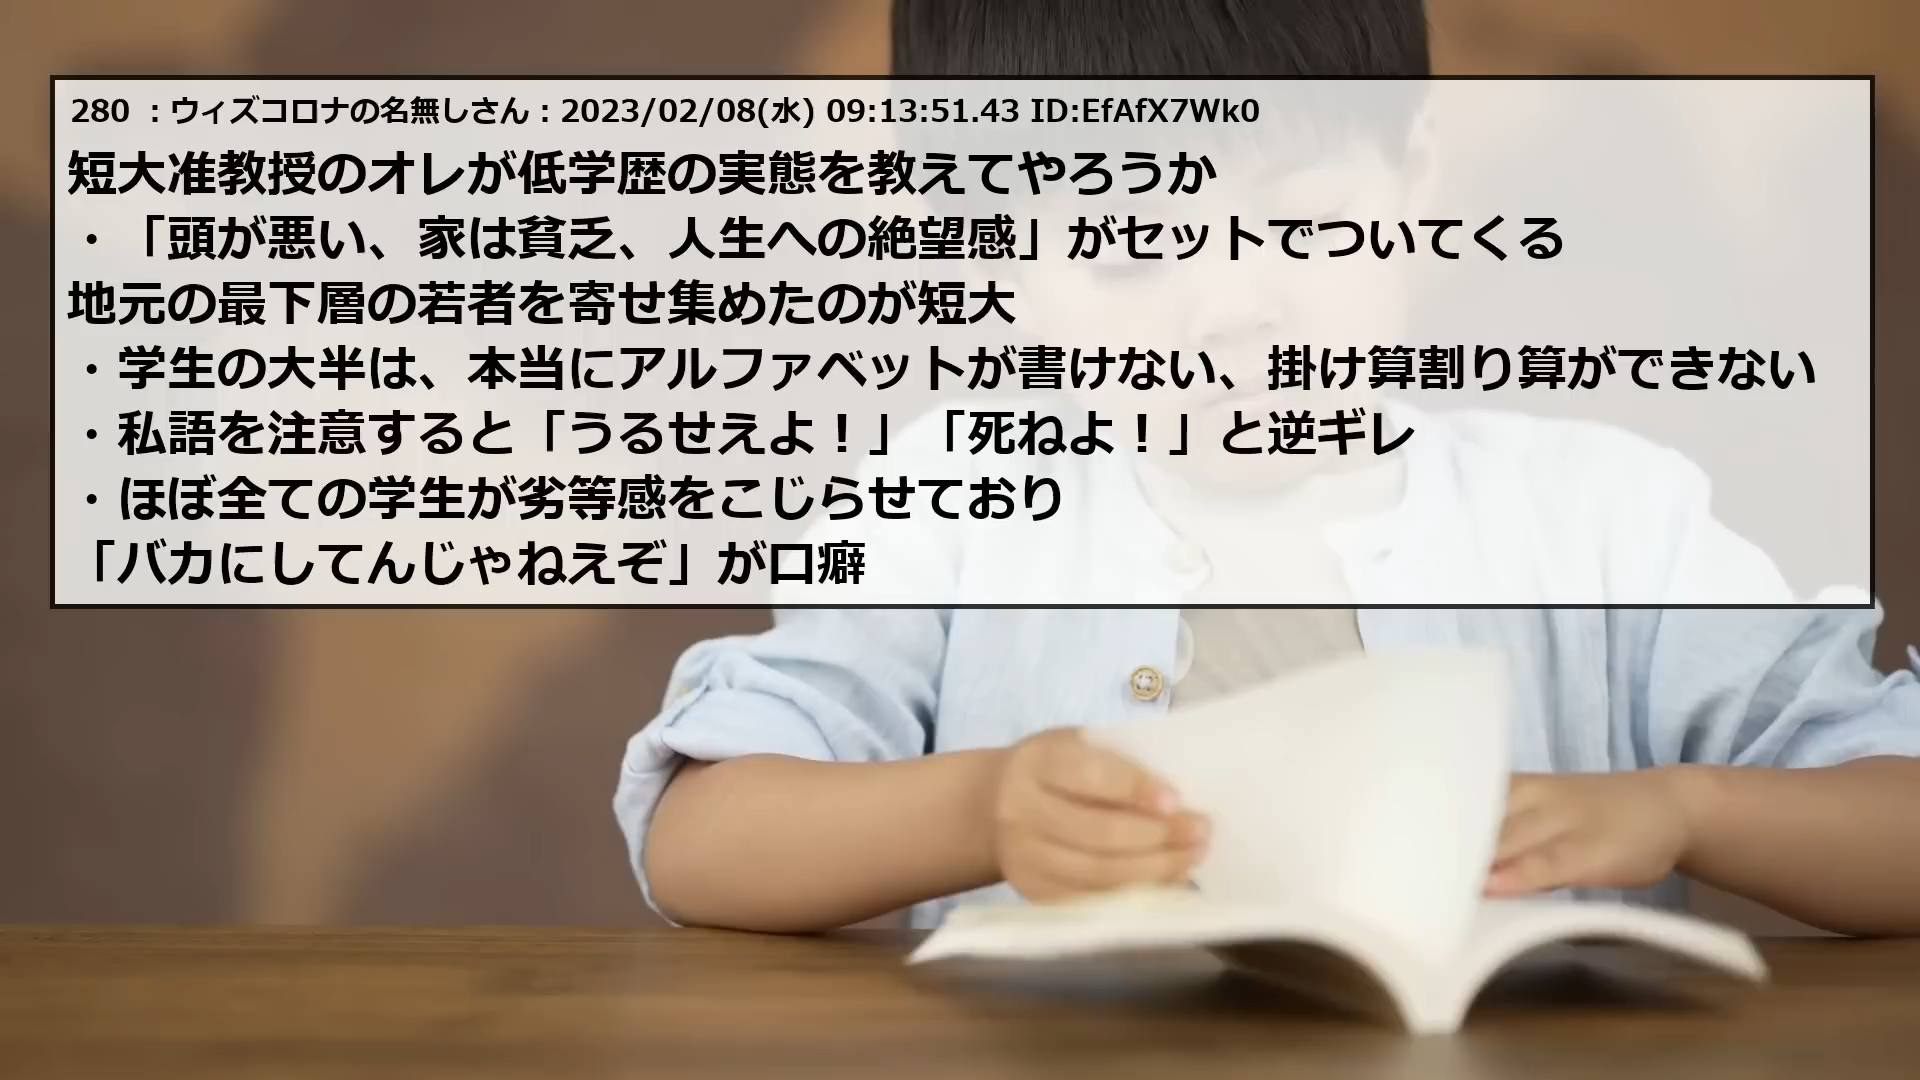 280 ：ウィズコロナの名無しさん：2023/02/08(水) 09:13:51.43 ID:EfAfX7Wk0
短大准教授のオレが低学歴の実態を教えてやろうか
・「頭が悪い、家は貧乏、人生への絶望感」がセットでついてくる
地元の最下層の若者を寄せ集めたのが短大
・学生の大半は、本当にアルファベットが書けない、掛け算割り算ができない
・私語を注意すると「うるせえよ！」「死ねよ！」と逆ギレ
・ほぼ全ての学生が劣等感をこじらせており
「バカにしてんじゃねえぞ」が口癖